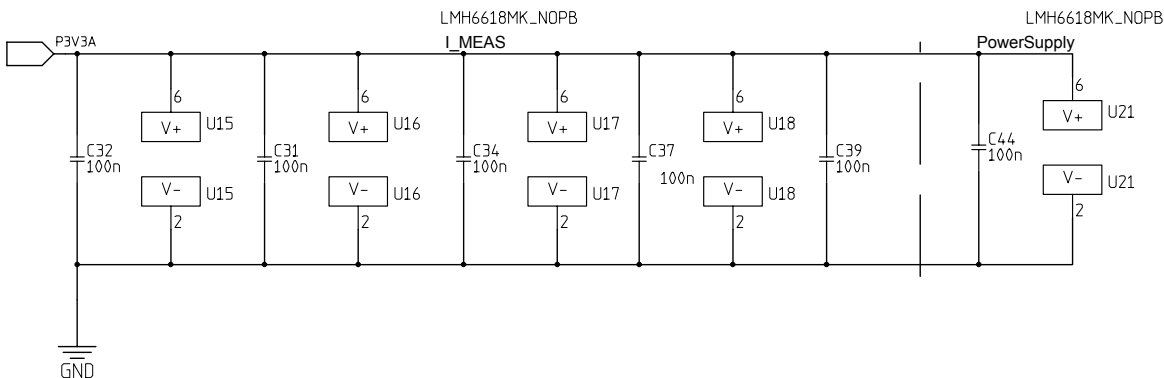 LMH6618MK_NOPB
LMH6618MK_NOPB
P3V3A
I_MEAS
PowerSupply
6
6
6
6
6
V+
U15
V+
U16
V+
U17
V+
U18
V+
U21
C32
100n
C31
100n
C34
100n
C37
100n
C39
100n
C44
100n
V-
U15
V-
U16
V-
U17
V-
U18
V-
U21
2
2
2
2
2
GND